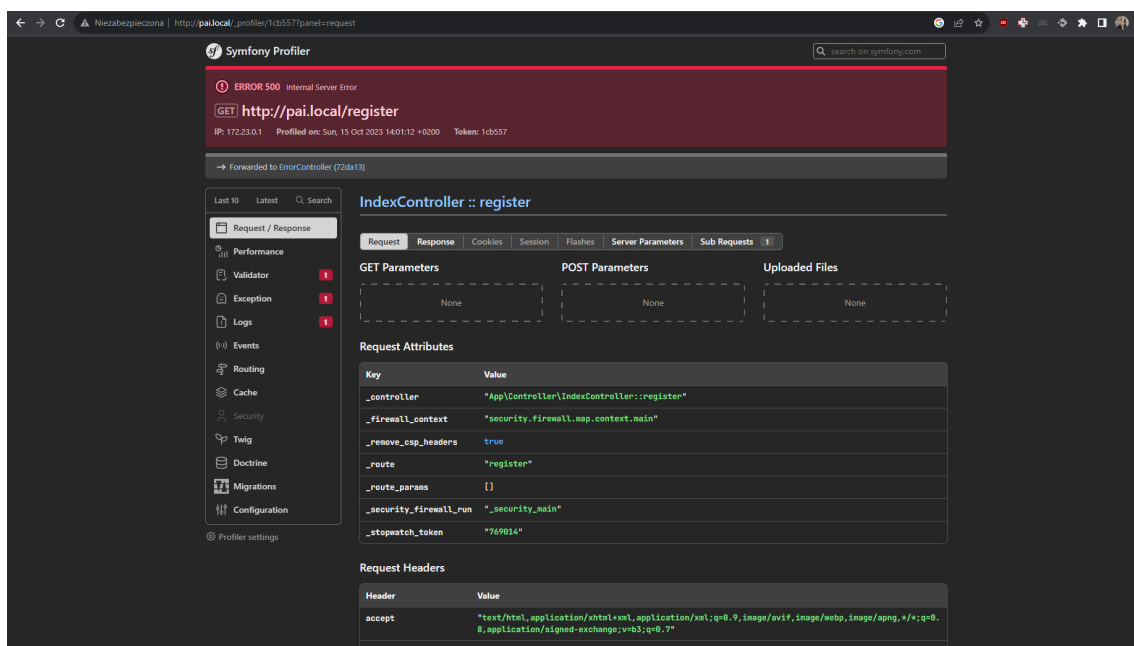 Niezabezpieczona | http://pai.local/_profiler/1cb557?panel=request
sf Symfony Profiler
search on symfony.com
ERROR 500 Internal Server Error
GET http://pai.local/register
IP: 172.23.0.1 Profiled on: Sun, 15 Oct 2023 14:01:12 +0200 Token: 1cb557
→ Forwarded to ErrorController (72da13)
Last 10 Latest Search
Request / Response
Performance
Validator 1
Exception 1
Logs 1
Events
Routing
Cache
Security
Twig
Doctrine
Migrations
Configuration
Profiler settings
IndexController :: register
Request Response Cookies Session Flashes Server Parameters Sub Requests 1
GET Parameters POST Parameters Uploaded Files
None None None
Request Attributes
Key Value
_controller "App\Controller\IndexController::register"
_firewall_context "security.firewall.map.context.main"
_remove_csp_headers true
_route "register"
_route_params []
_security_firewall_run "_security_main"
_stopwatch_token "769014"
Request Headers
Header Value
accept "text/html,application/xhtml+xml,application/xml;q=0.9,image/avif,image/webp,image/apng,*/*;q=0.
8,application/signed-exchange;v=b3;q=0.7"